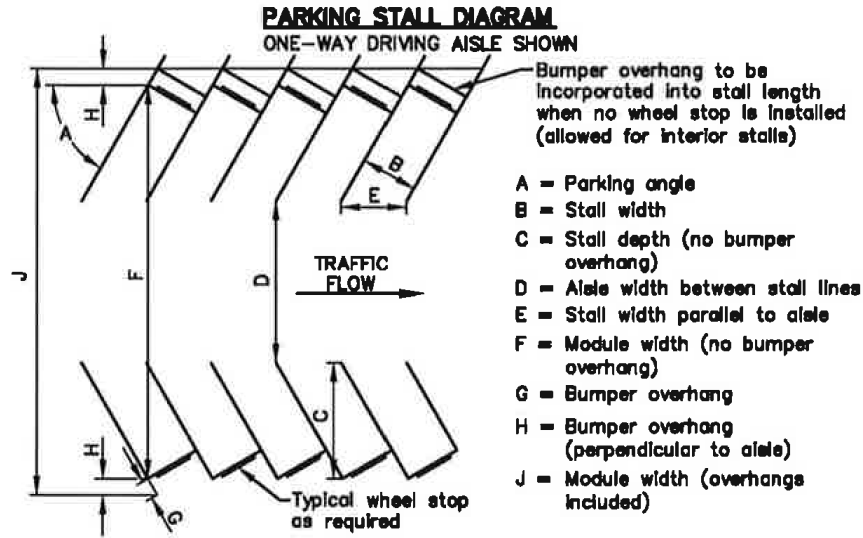 PARKING STALL DIAGRAM
ONE-WAY DRIVING AISLE SHOWN
Bumper overhang to be
incorporated into stall length
when no wheel stop is installed
(allowed for interior stalls)
H
A
B
E
A = Parking angle
B = Stall width
C = Stall depth (no bumper
overhang)
D = Aisle width between stall lines
E = Stall width parallel to aisle
F = Module width (no bumper
overhang)
G = Bumper overhang
H = Bumper overhang
(perpendicular to aisle)
J = Module width (overhangs
included)
J
F
D
TRAFFIC
FLOW
C
H
G
Typical wheel stop
as required